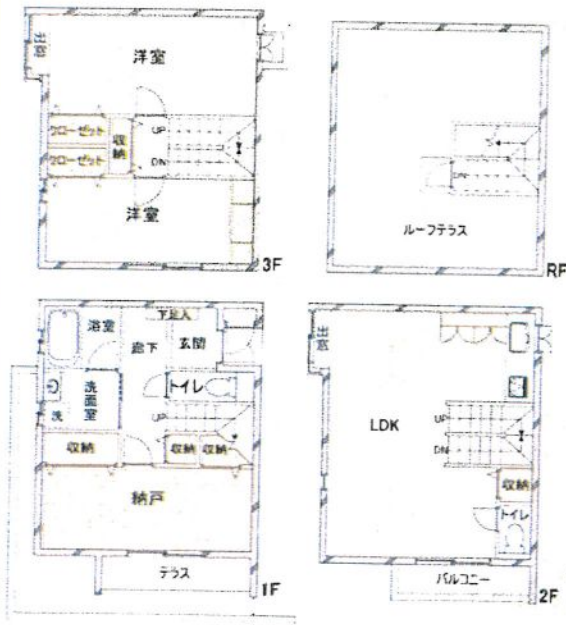 出窓
洋室
クローゼット
収納
UP
クローゼット
DN
洋室
3F
DN
ルーフテラス
RF
浴室
下足入
廊下
玄関
洗面室
トイレ
洗
UP
収納
収納
収納
納戸
テラス
1F
出窓
LDK
UP
DN
収納
トイレ
バルコニー
2F